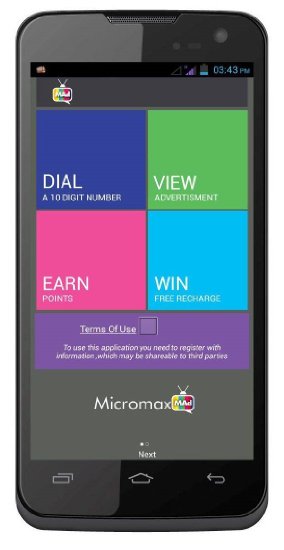 03:43 PM
MAd
DIAL
A 10 DIGIT NUMBER
VIEW
ADVERTISMENT
EARN
POINTS
WIN
FREE RECHARGE
Terms Of Use
To use this application you need to register with
information ,which may be shareable to third parties
Micromax MAd
Next